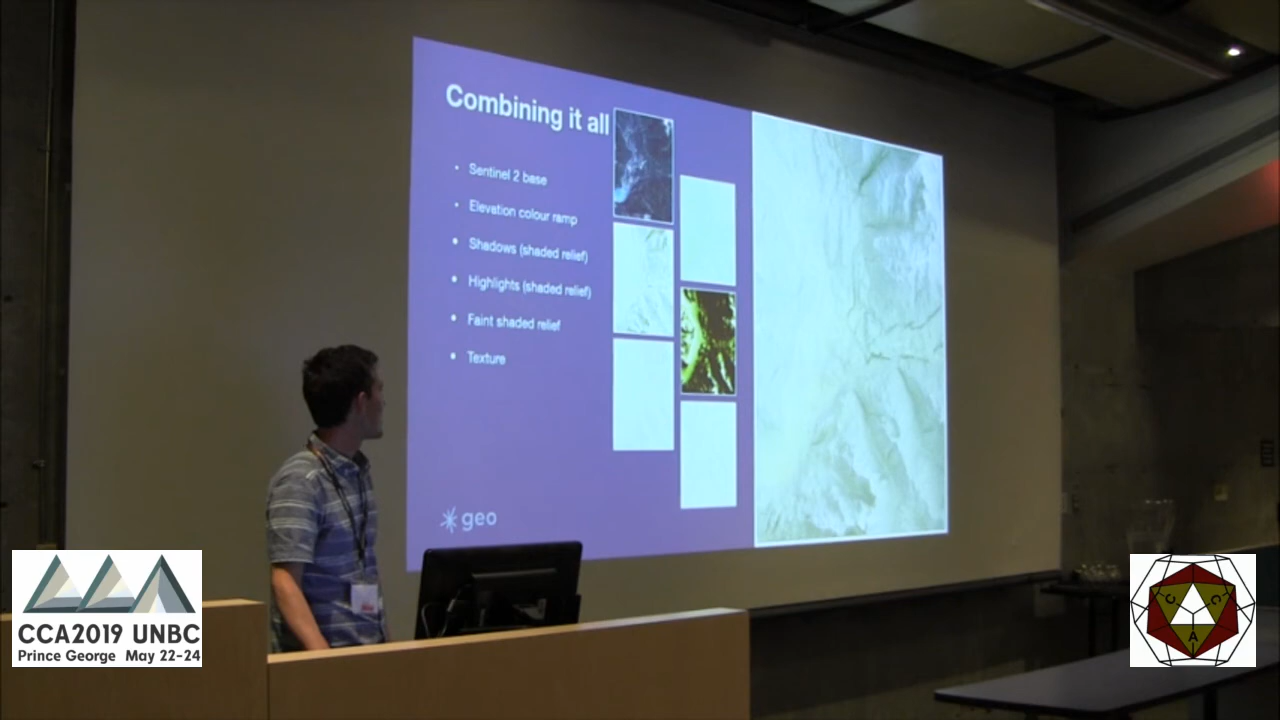 Combining it all
• Sentinel 2 base
• Elevation colour ramp
• Shadows (shaded relief)
• Highlights (shaded relief)
• Faint shaded relief
• Texture
geo
CCA2019 UNBC
Prince George May 22-24
C C
A